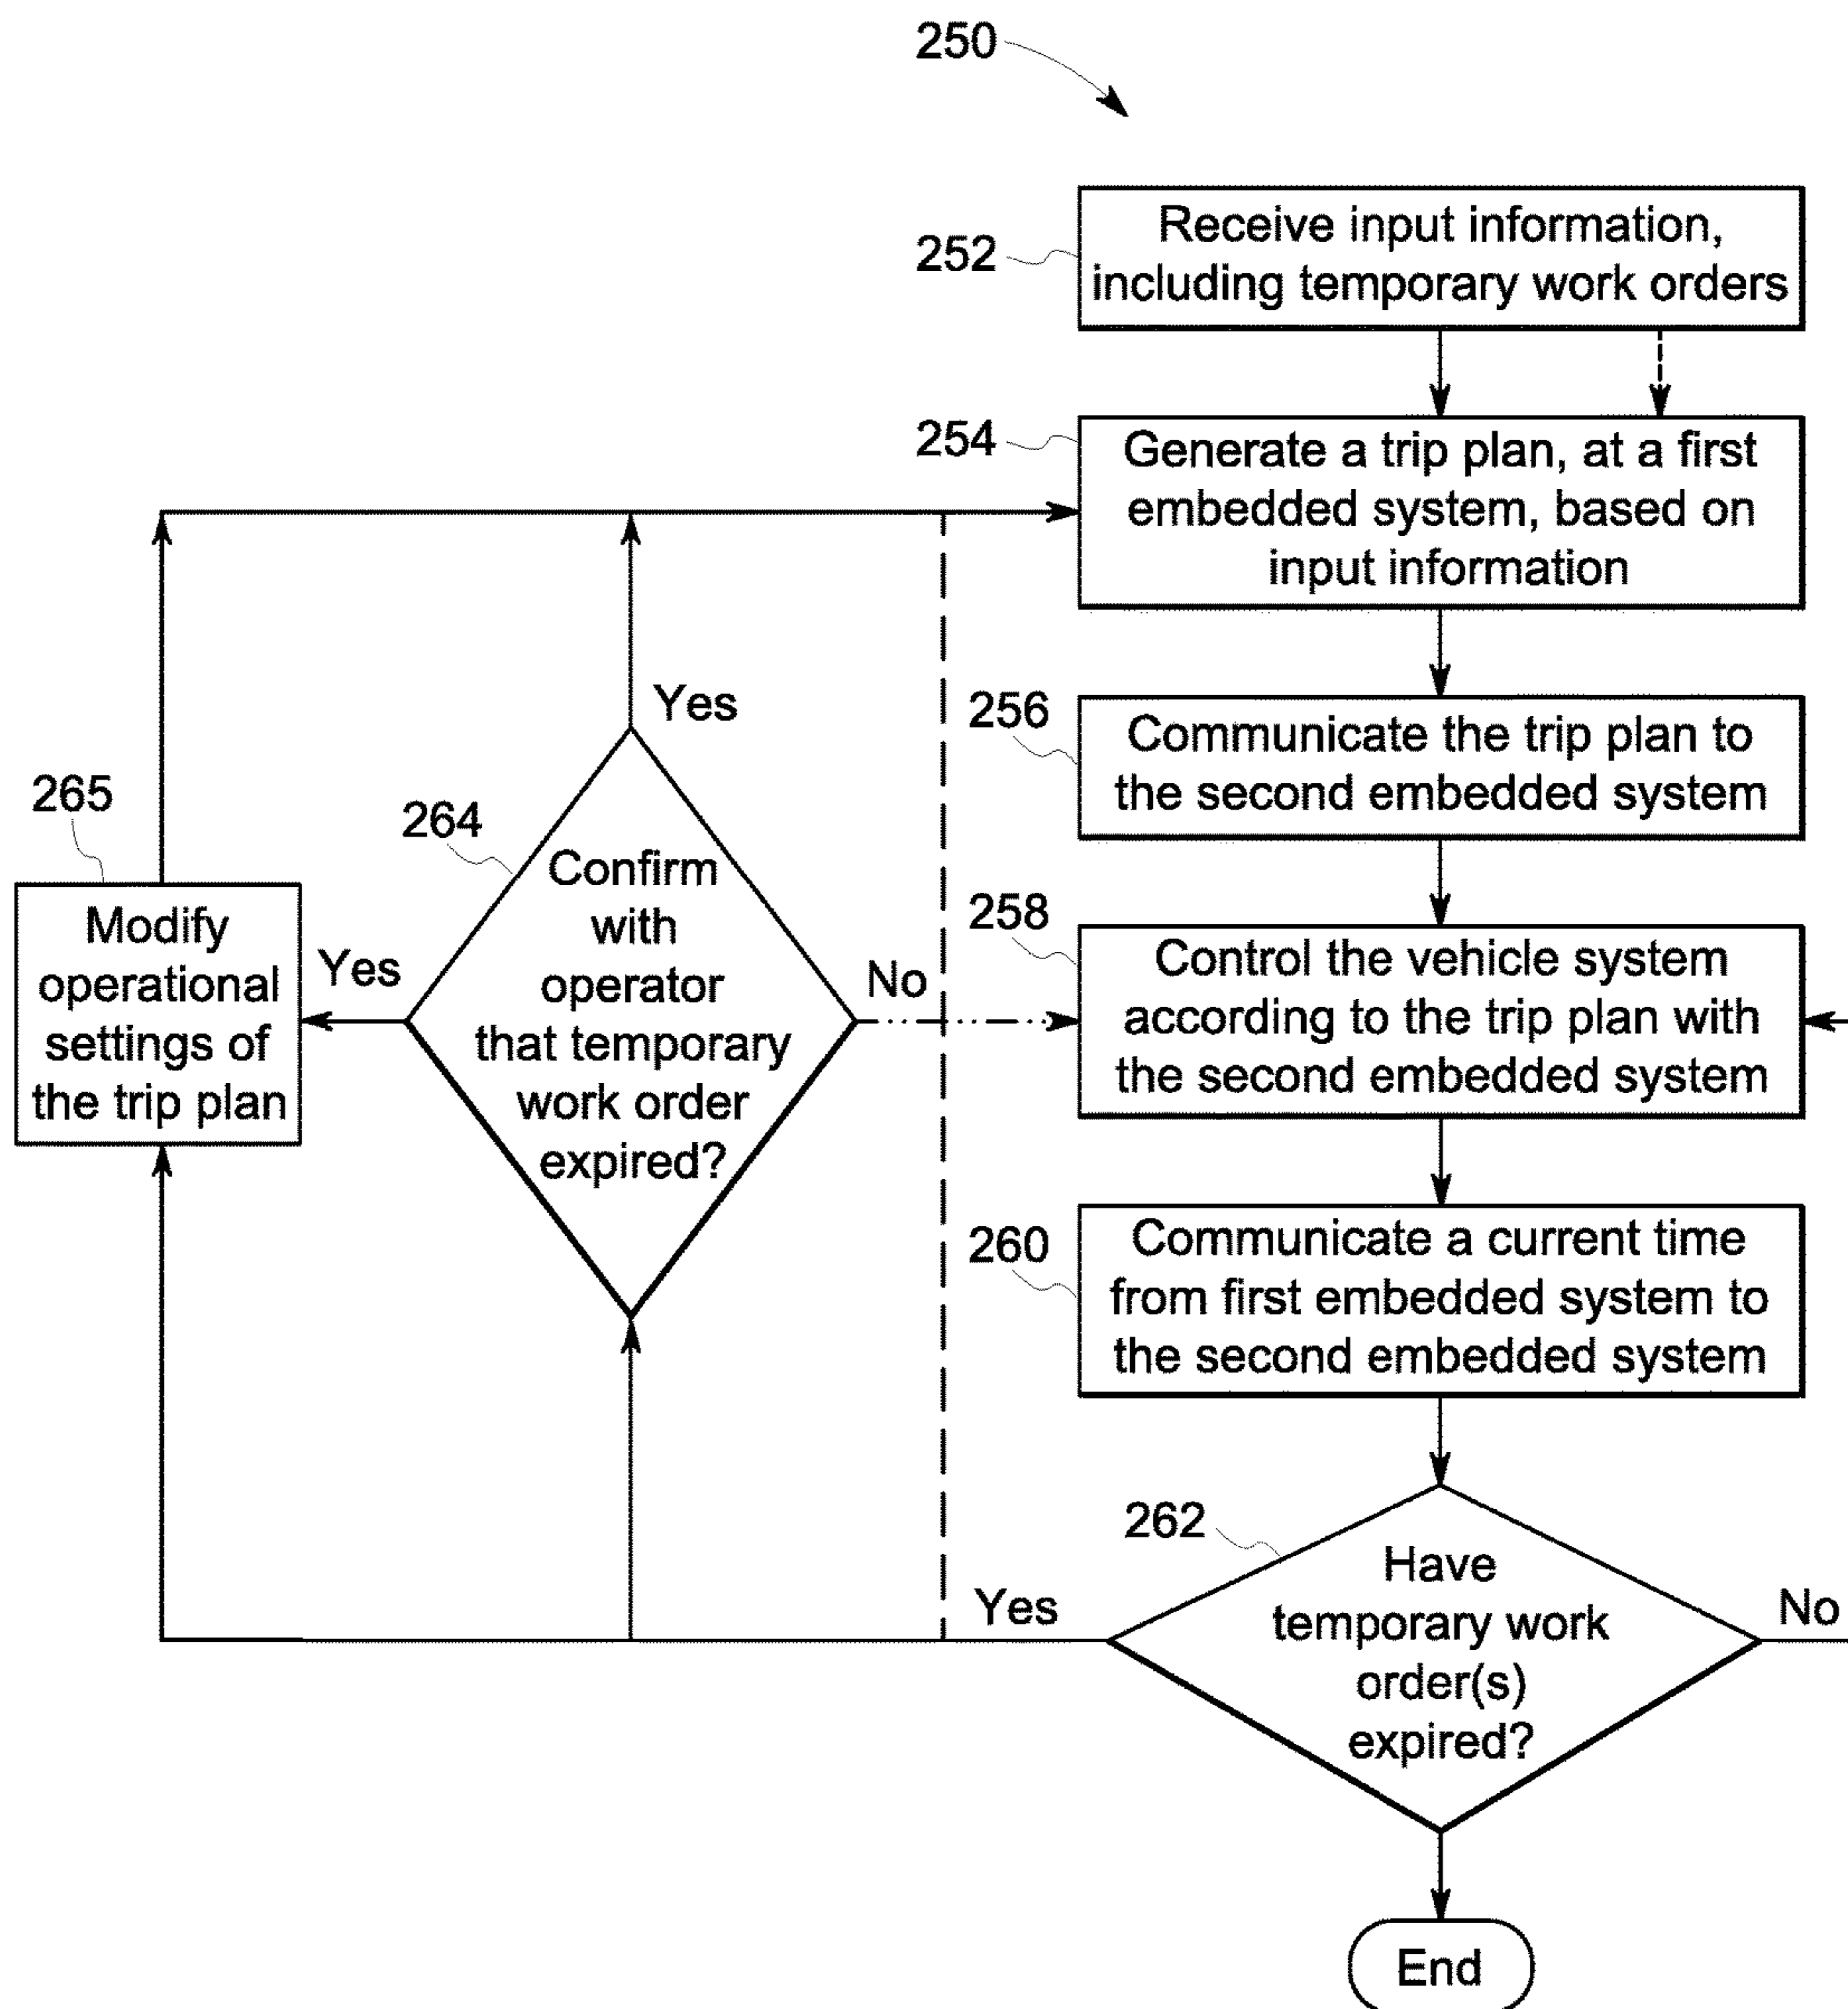 250
252
Receive input information,
including temporary work orders
254
Generate a trip plan, at a first
embedded system, based on
input information
256
Communicate the trip plan to
the second embedded system
258
Control the vehicle system
according to the trip plan with
the second embedded system
260
Communicate a current time
from first embedded system to
the second embedded system
262
Have
temporary work
order(s)
expired?
Yes
No
End
264
Confirm
with
operator
that temporary
work order
expired?
Yes
Yes
No
265
Modify
operational
settings of
the trip plan